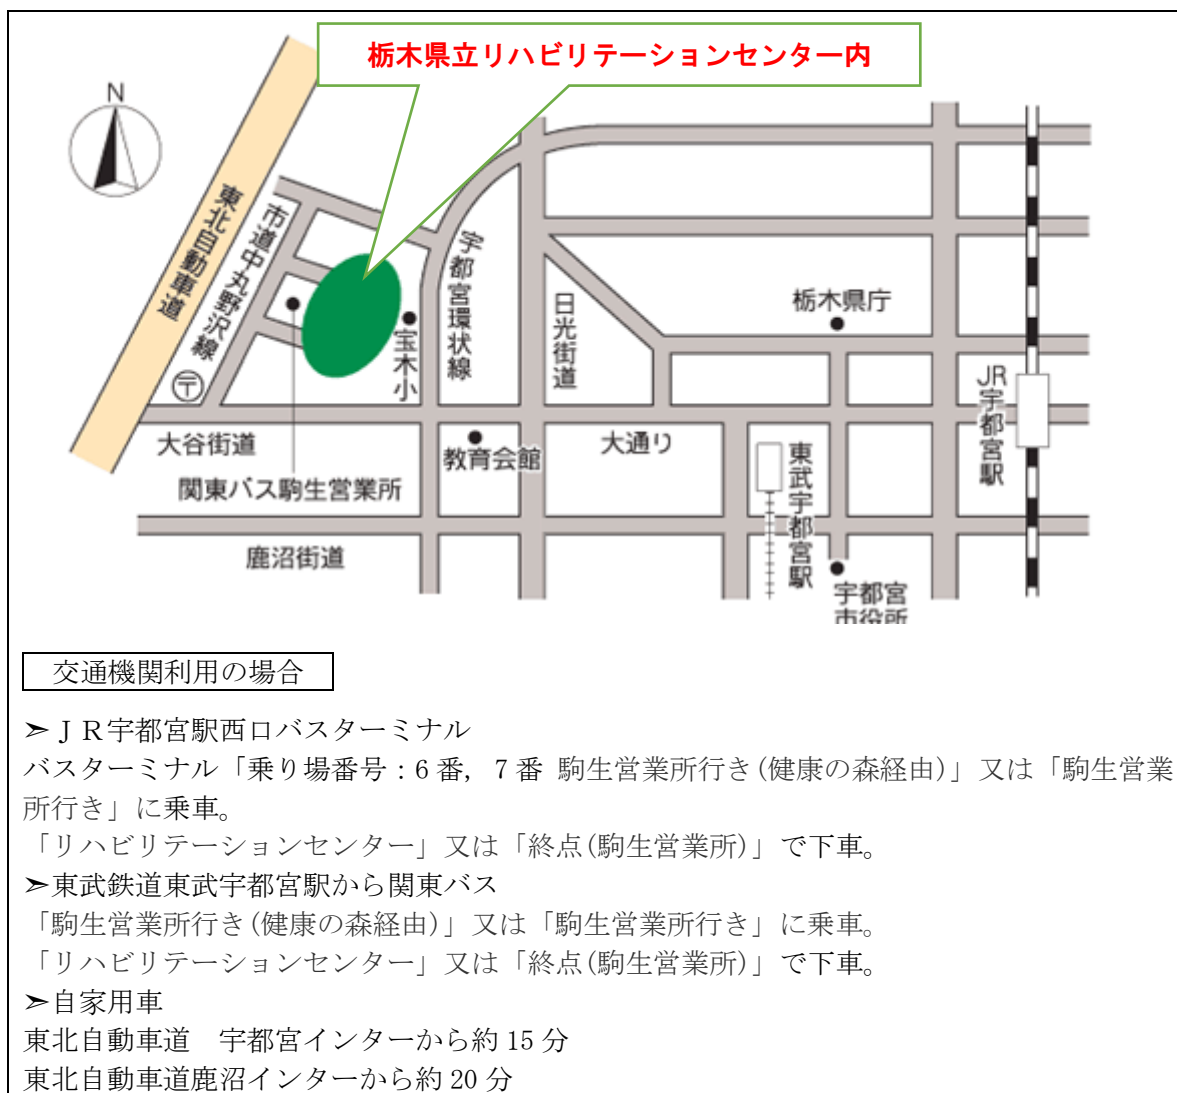 栃木県立リハビリテーションセンター内
N
東北自動車道
市道中丸野沢線
宇都宮環状線
日光街道
栃木県庁
宝木小
JR宇都宮駅
〒
大谷街道
教育会館
大通り
東武宇都宮駅
関東バス駒生営業所
鹿沼街道
宇都宮
市役所
交通機関利用の場合
➣ＪＲ宇都宮駅西口バスターミナル
バスターミナル「乗り場番号：6番, 7番 駒生営業所行き(健康の森経由)」又は「駒生営業
所行き」に乗車。
「リハビリテーションセンター」又は「終点(駒生営業所)」で下車。
➣東武鉄道東武宇都宮駅から関東バス
「駒生営業所行き(健康の森経由)」又は「駒生営業所行き」に乗車。
「リハビリテーションセンター」又は「終点(駒生営業所)」で下車。
➣自家用車
東北自動車道　宇都宮インターから約15分
東北自動車道鹿沼インターから約20分